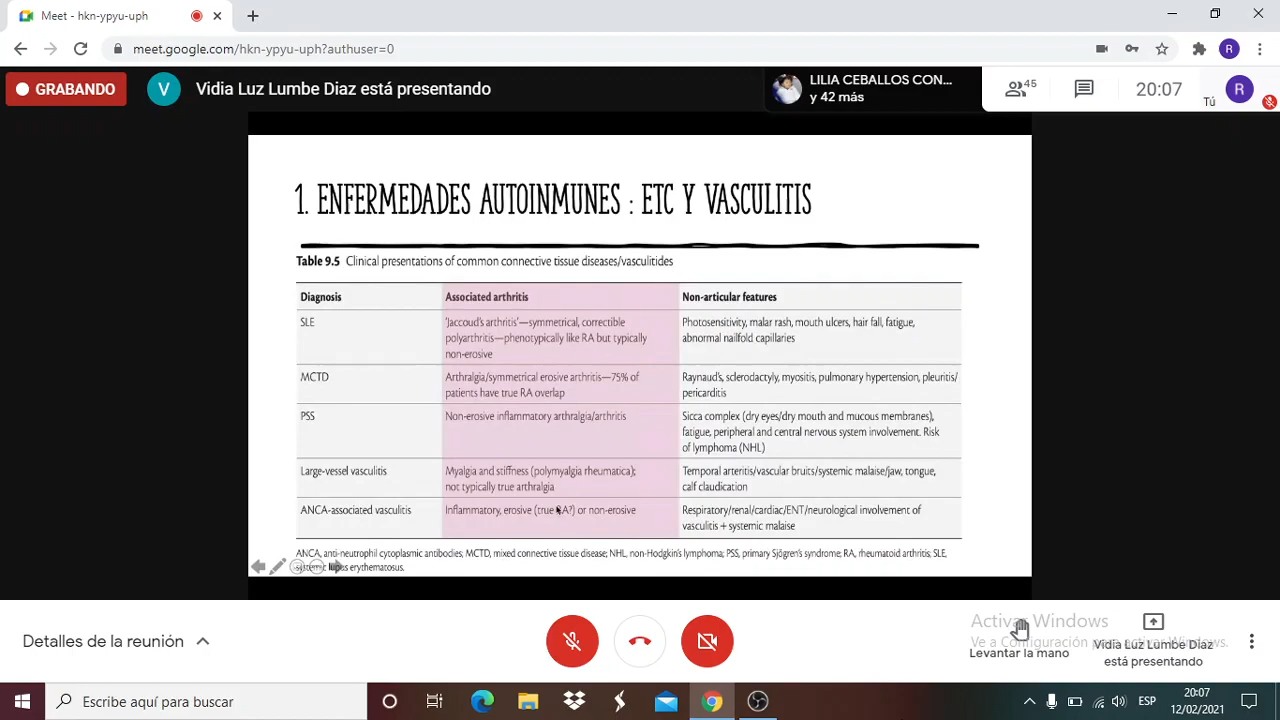 Meet - hkn-ypyu-uph
meet.google.com/hkn-ypyu-uph?authuser=0
R
GRABANDO
V
Vidia Luz Lumbe Diaz está presentando
LILIA CEBALLOS CON...
y 42 más
45
20:07
Tú
R
1. ENFERMEDADES AUTOINMUNES : ETC Y VASCULITIS
Table 9.5 Clinical presentations of common connective tissue diseases/vasculitides
Diagnosis
Associated arthritis
Non-articular features
SLE
'Jaccoud's arthritis'—symmetrical, correctible
polyarthritis—phenotypically like RA but typically
non-erosive
Photosensitivity, malar rash, mouth ulcers, hair fall, fatigue,
abnormal nailfold capillaries
MCTD
Arthralgia/symmetrical erosive arthritis—75% of
patients have true RA overlap
Raynaud's, sclerodactyly, myositis, pulmonary hypertension, pleuritis/
pericarditis
PSS
Non-erosive inflammatory arthralgia/arthritis
Sicca complex (dry eyes/dry mouth and mucous membranes),
fatigue, peripheral and central nervous system involvement. Risk
of lymphoma (NHL)
Large-vessel vasculitis
Myalgia and stiffness (polymyalgia rheumatica);
not typically true arthralgia
Temporal arteritis/vascular bruits/systemic malaise/jaw, tongue,
calf claudication
ANCA-associated vasculitis
Inflammatory, erosive (true RA?) or non-erosive
Respiratory/renal/cardiac/ENT/neurological involvement of
vasculitis + systemic malaise
ANCA, anti-neutrophil cytoplasmic antibodies; MCTD, mixed connective tissue disease; NHL, non-Hodgkin's lymphoma; PSS, primary Sjögren's syndrome; RA, rheumatoid arthritis; SLE,
systemic lupus erythematosus.
Detalles de la reunión
Activar Windows
Ve a Configuración para activar Windows.
Levantar la mano
Vidia Luz Lumbe Diaz
está presentando
Escribe aquí para buscar
ESP
20:07
12/02/2021